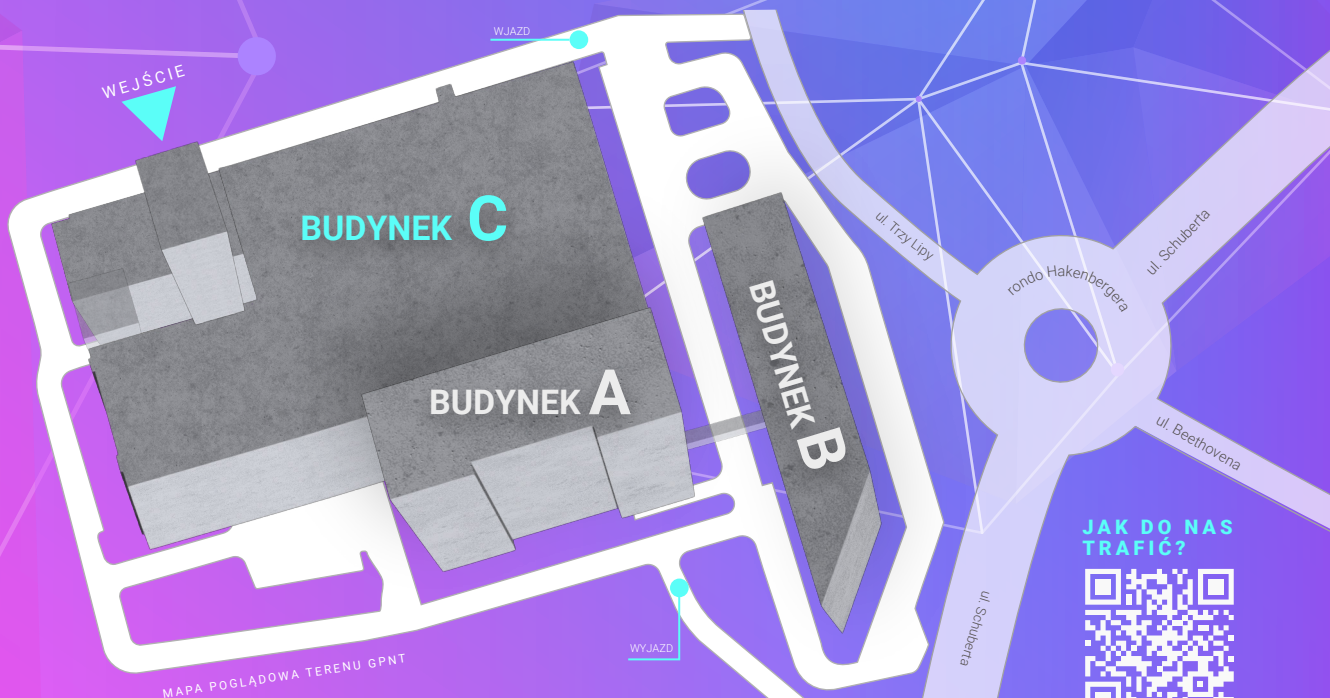 WJAZD
WEJŚCIE
BUDYNEK C
BUDYNEK A
BUDYNEK B
ul. Trzy Lipy
ul. Schuberta
rondo Hakenbergera
ul. Beethovena
ul. Schuberta
JAK DO NAS
TRAFIĆ?
WYJAZD
MAPA POGLĄDOWA TERENU GPNT